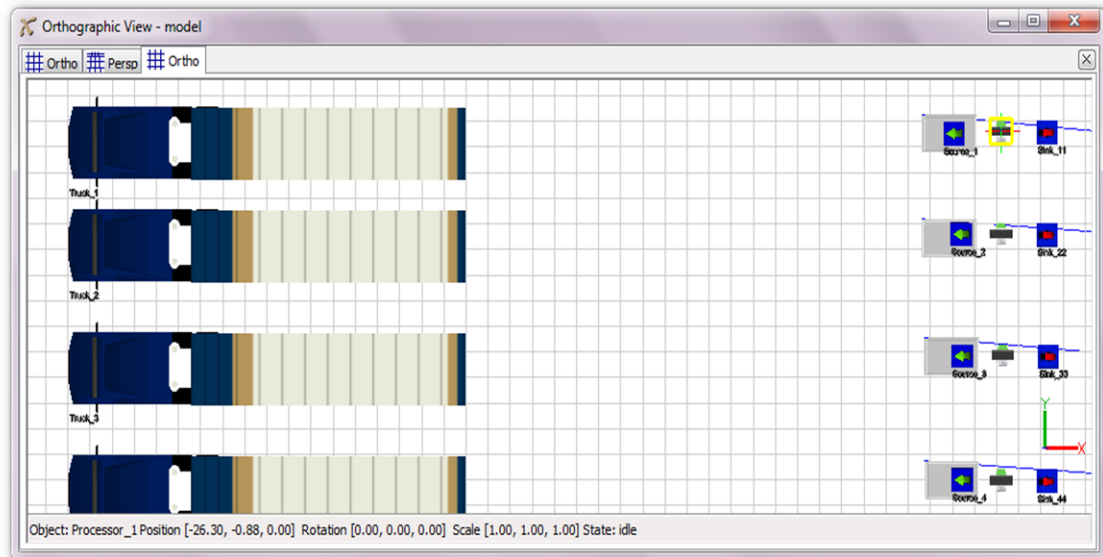 Orthographic View - model
Ortho Persp Ortho
Source_1 Sink_11
Truck_1
Source_2 Sink_22
Truck_2
Source_3 Sink_33
Truck_3
Y
X
Source_4 Sink_44
Object: Processor_1 Position [-26.30, -0.88, 0.00] Rotation [0.00, 0.00, 0.00] Scale [1.00, 1.00, 1.00] State: idle